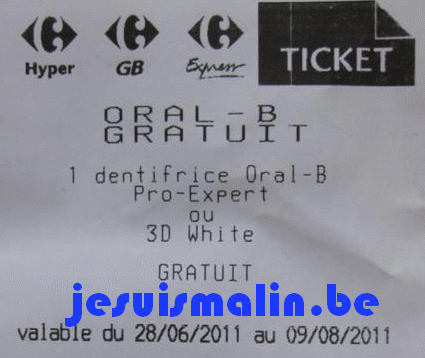 Hyper GB Express TICKET
ORAL-B
GRATUIT
1 dentifrice Oral-B
Pro-Expert
ou
3D White
GRATUIT
jesuismalin.be
valable du 28/06/2011 au 09/08/2011